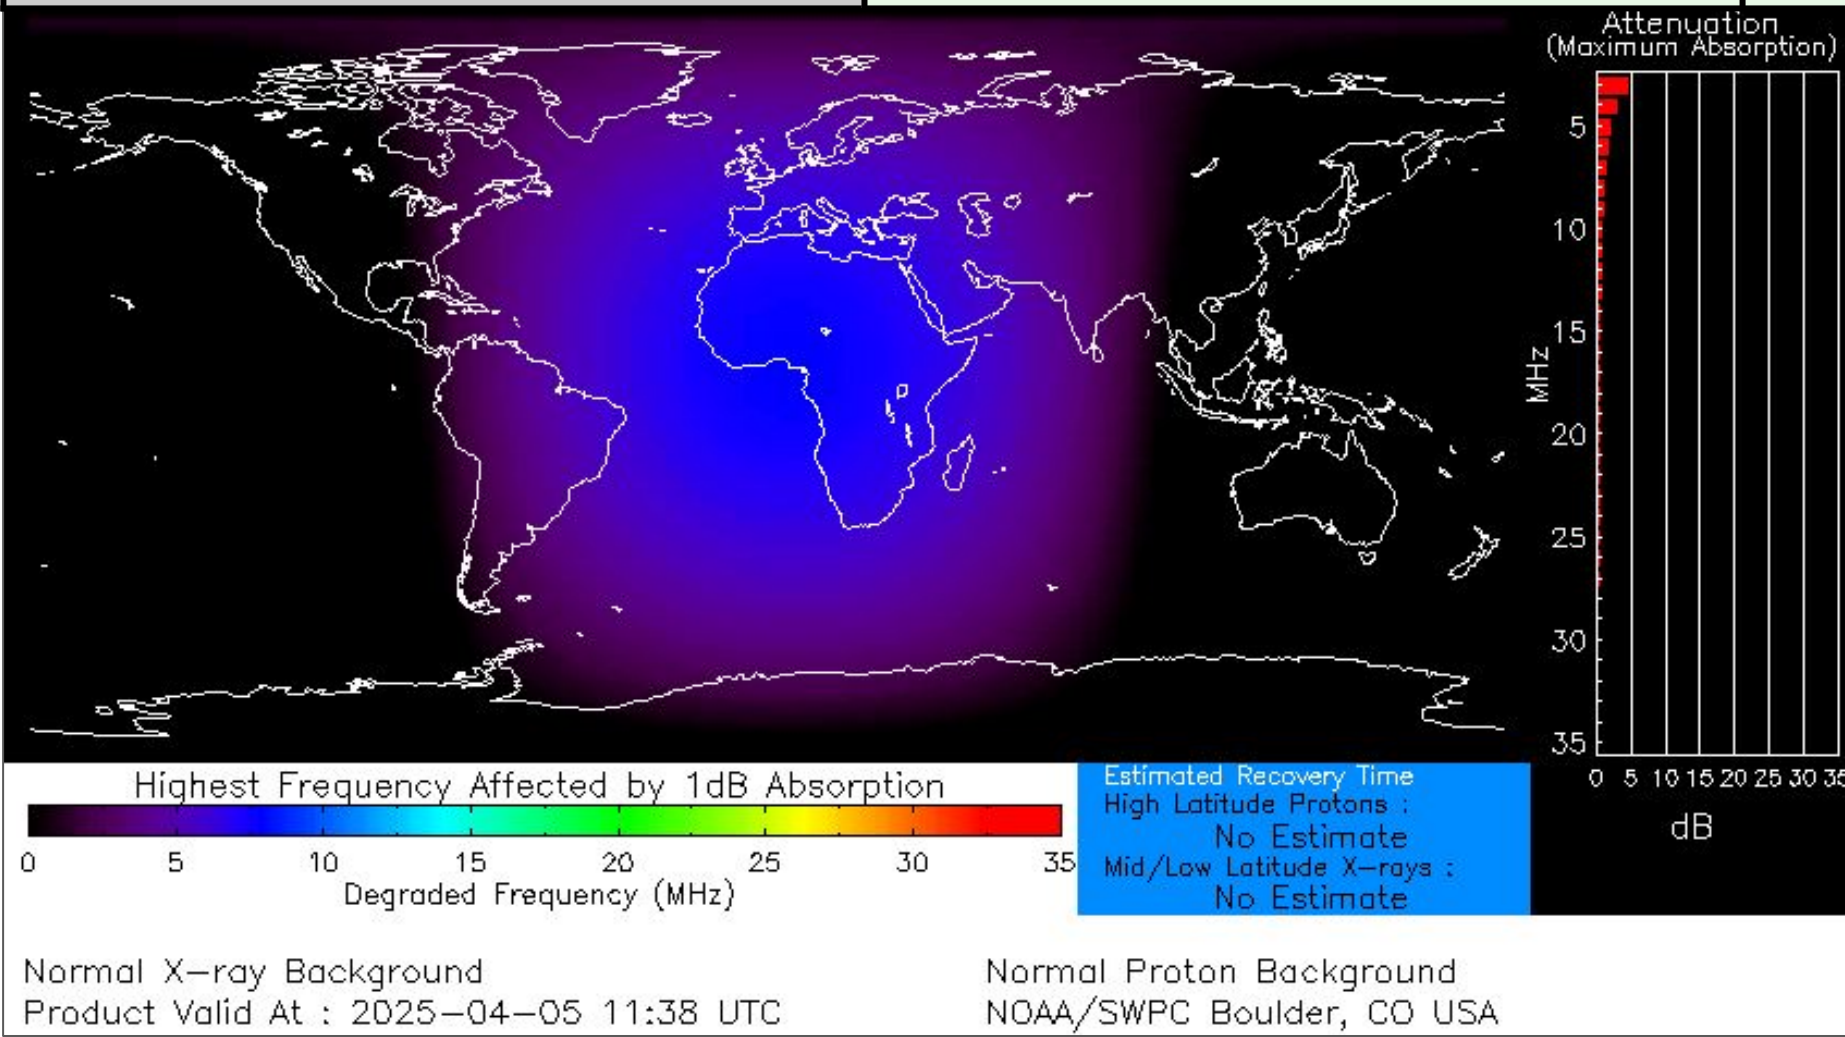 Attenuation
(Maximum Absorption)
5
10
15
20
25
30
35
MHz
0 5 10 15 20 25 30 35
dB
Highest Frequency Affected by 1dB Absorption
0 5 10 15 20 25 30 35
Degraded Frequency (MHz)
Estimated Recovery Time
High Latitude Protons :
No Estimate
Mid/Low Latitude X-rays :
No Estimate
Normal X-ray Background
Normal Proton Background
Product Valid At : 2025-04-05 11:38 UTC
NOAA/SWPC Boulder, CO USA